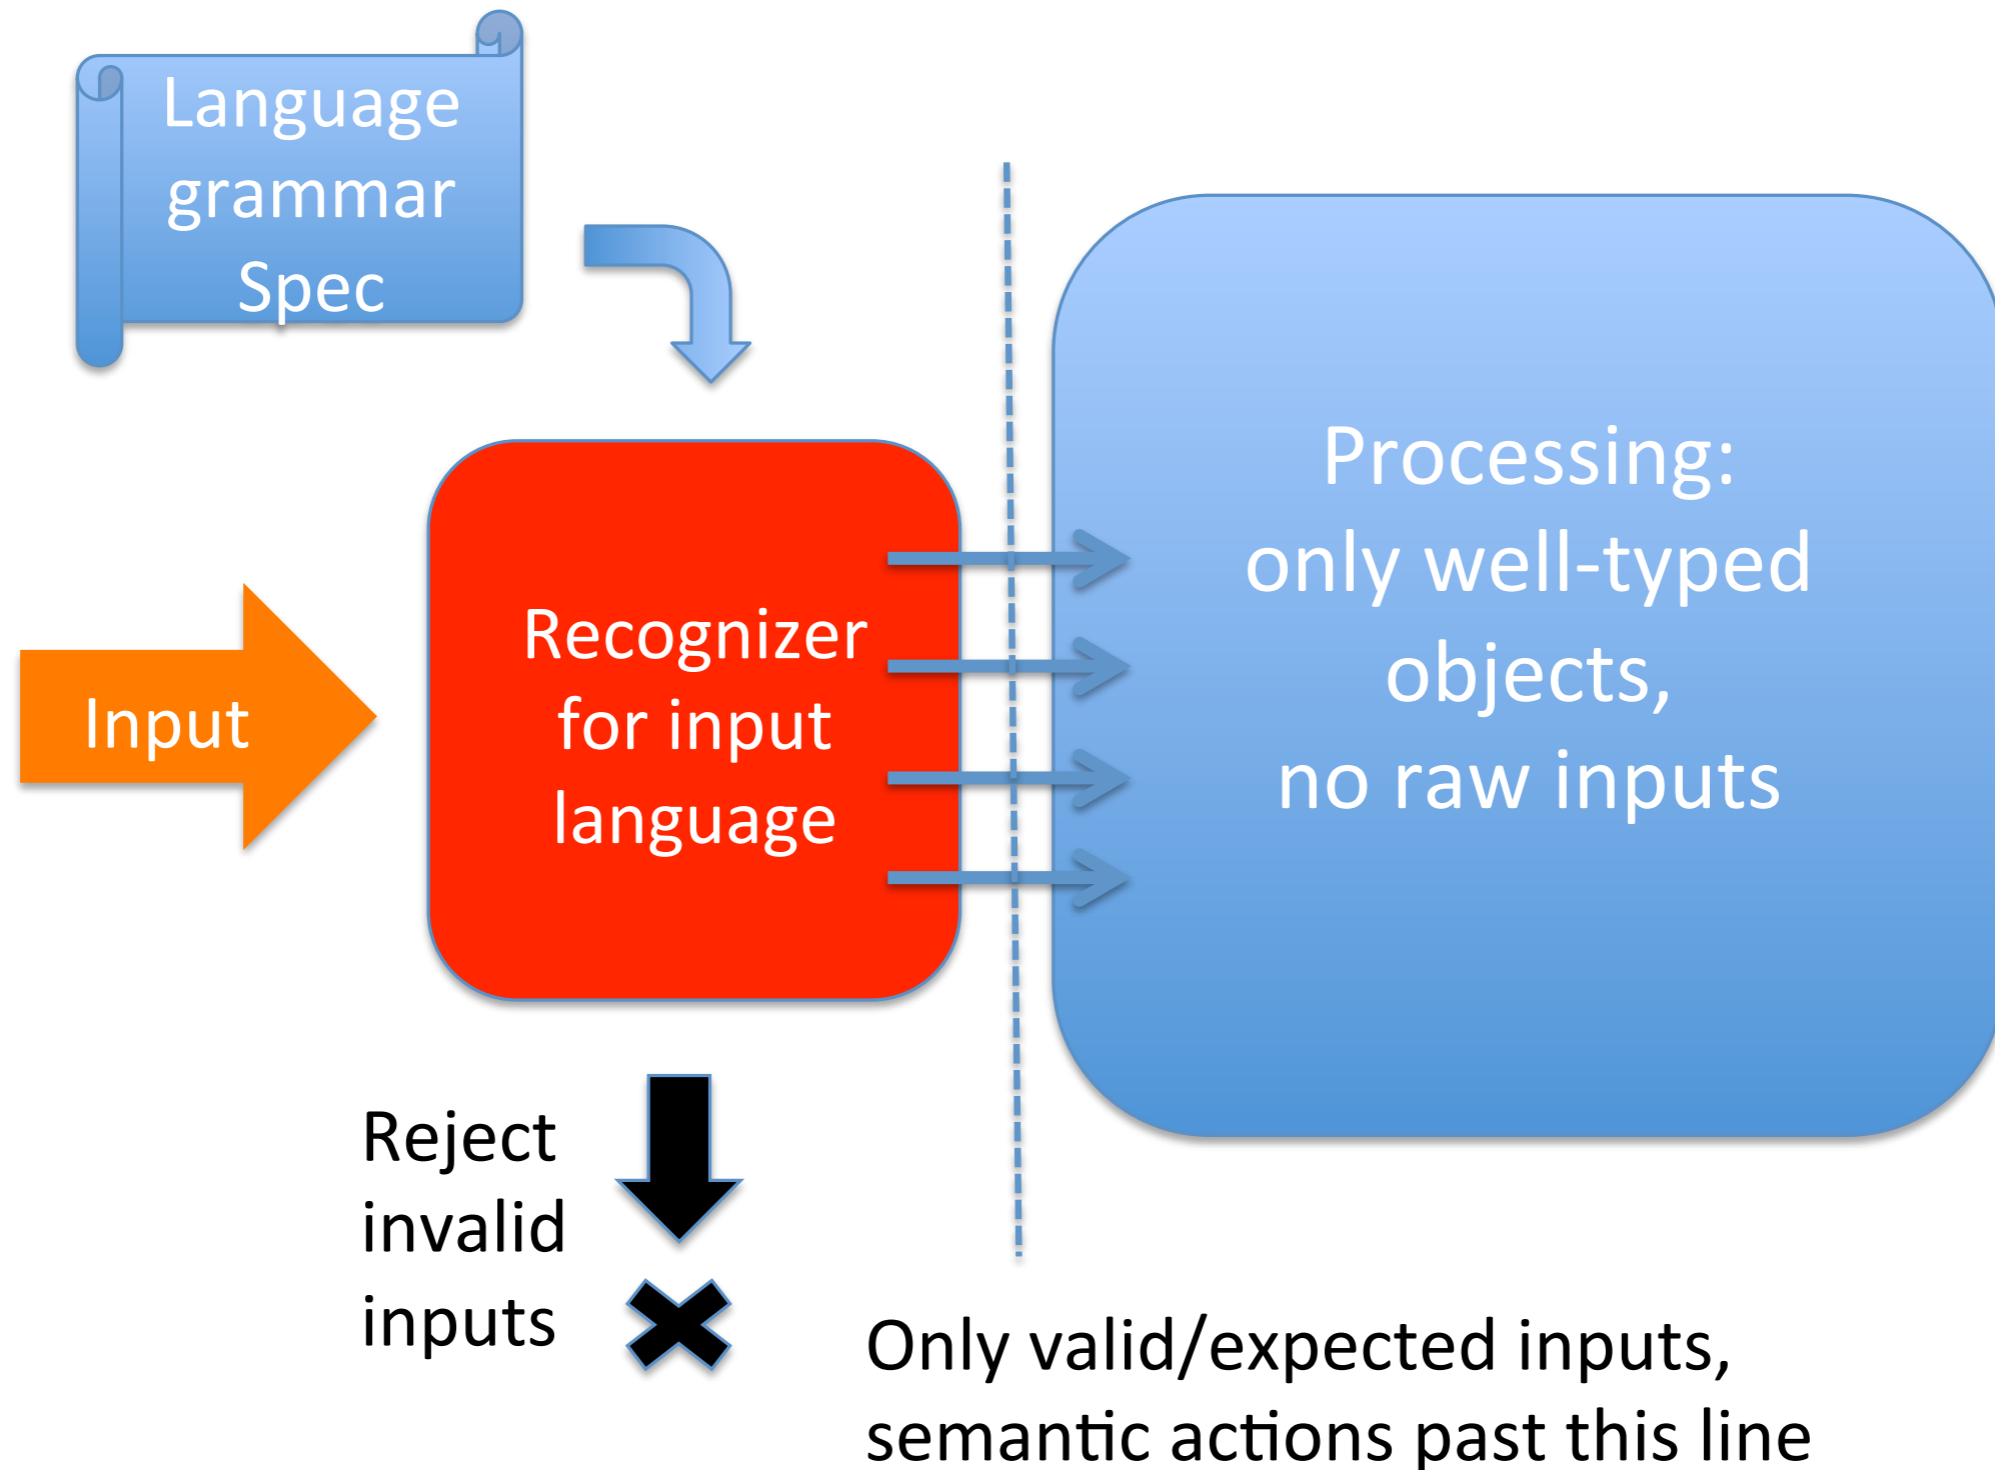 Language
grammar
Spec
Input
Recognizer
for input
language
Processing:
only well-typed
objects,
no raw inputs
Reject
invalid
inputs
Only valid/expected inputs,
semantic actions past this line